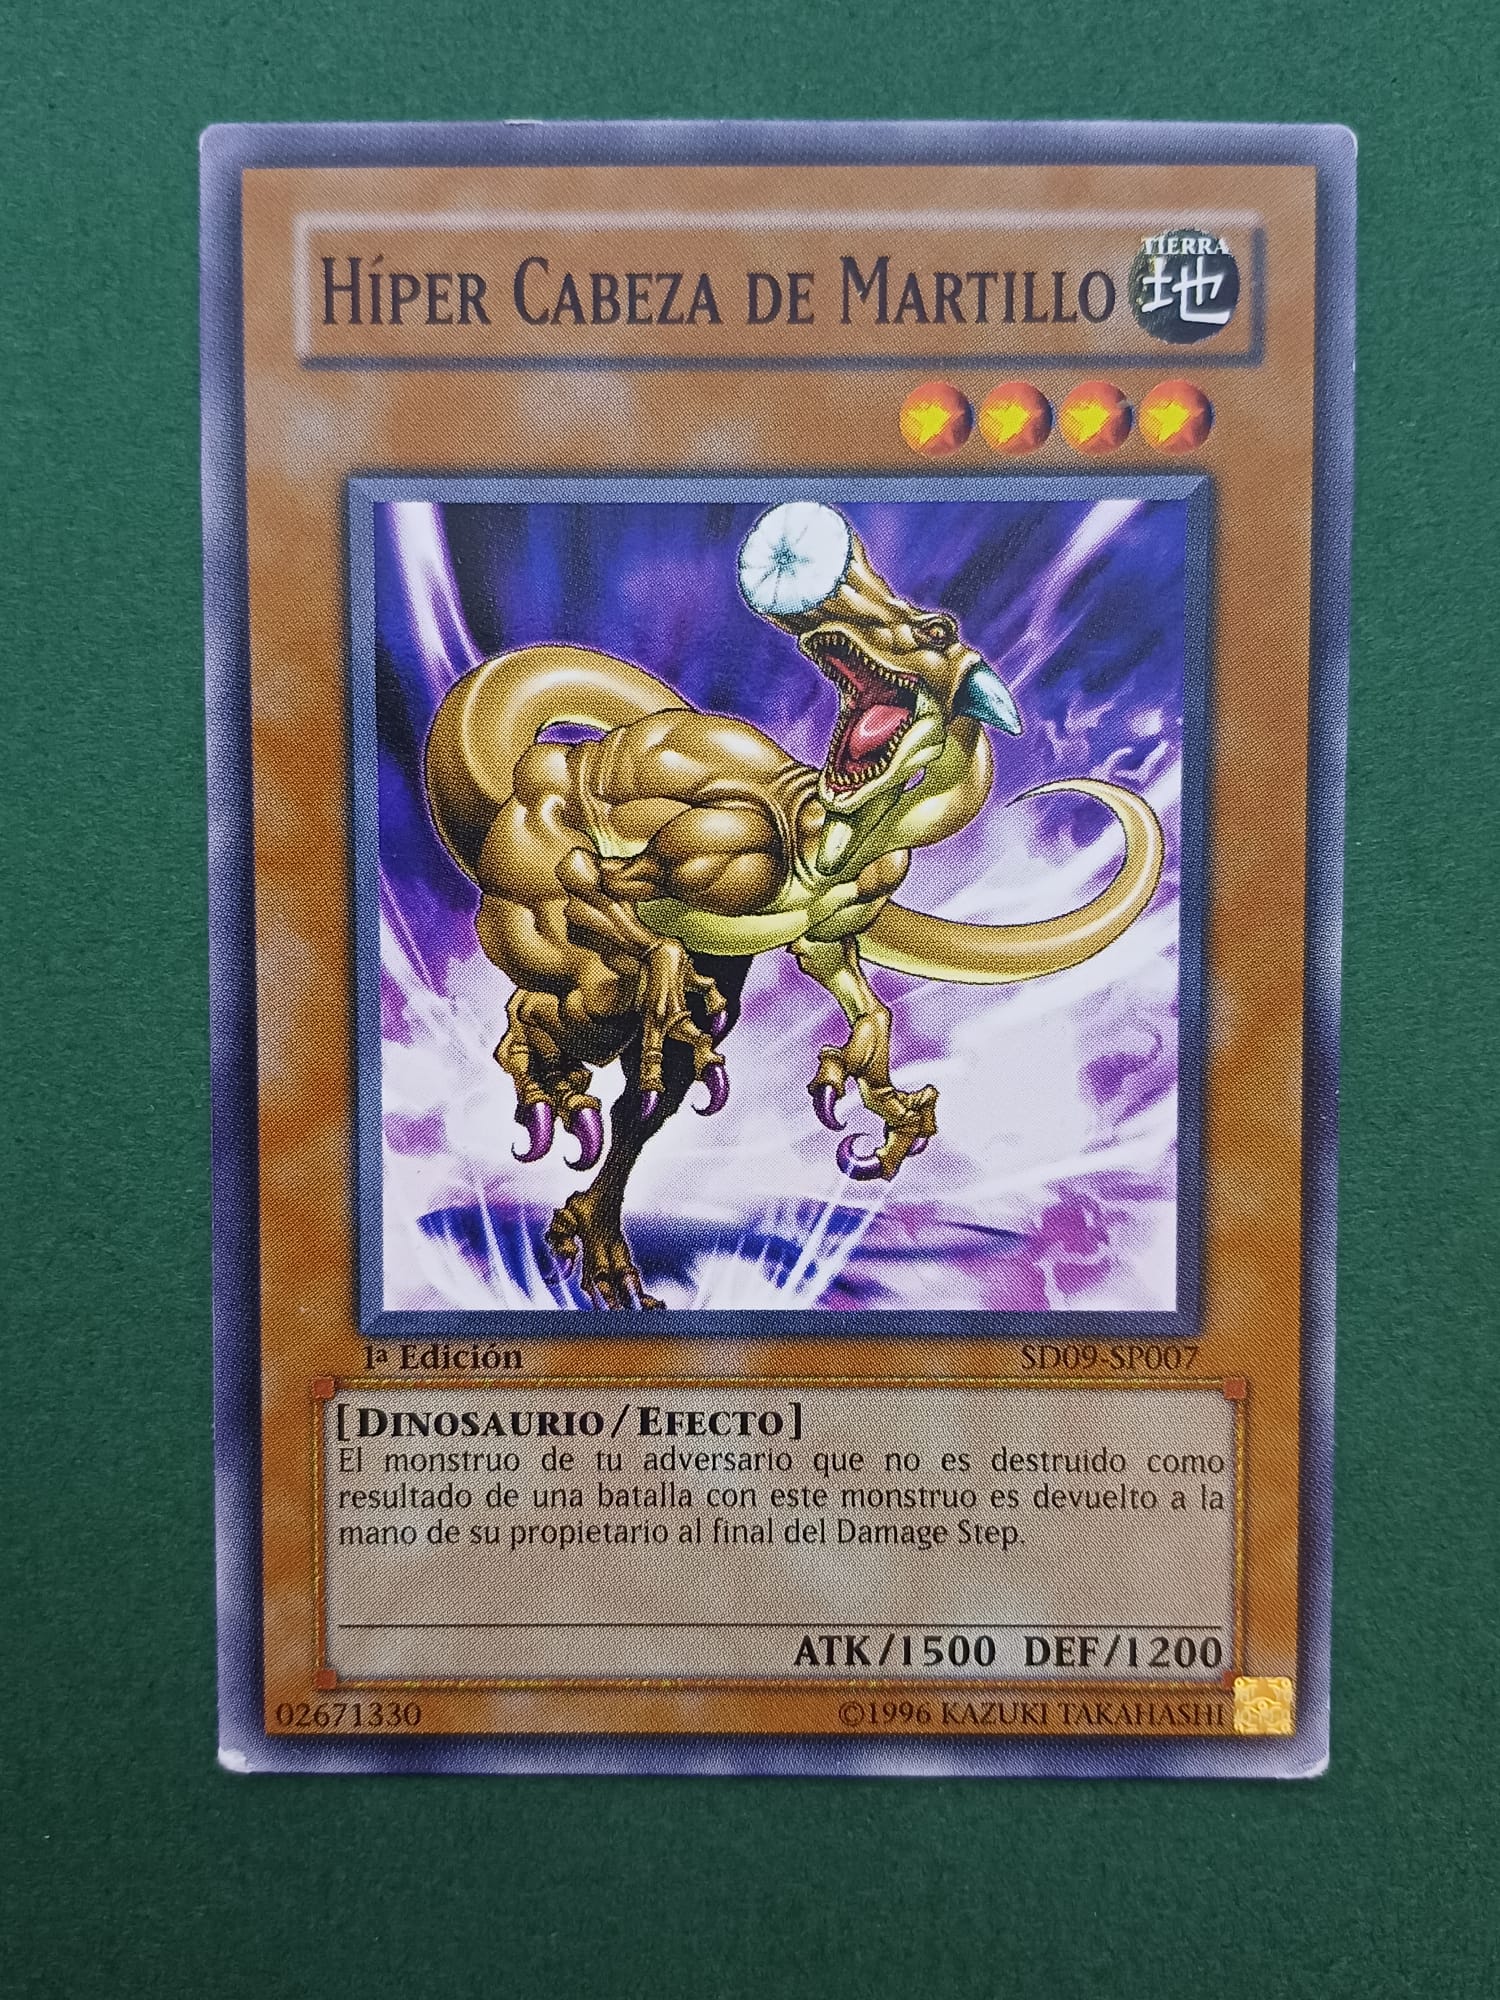 HÍPER CABEZA DE MARTILLO
TIERRA
地
1ª Edición
SD09-SP007
[DINOSAURIO/EFECTO]
El monstruo de tu adversario que no es destruido como
resultado de una batalla con este monstruo es devuelto a la
mano de su propietario al final del Damage Step.
ATK/1500 DEF/1200
02671330
©1996 KAZUKI TAKAHASHI